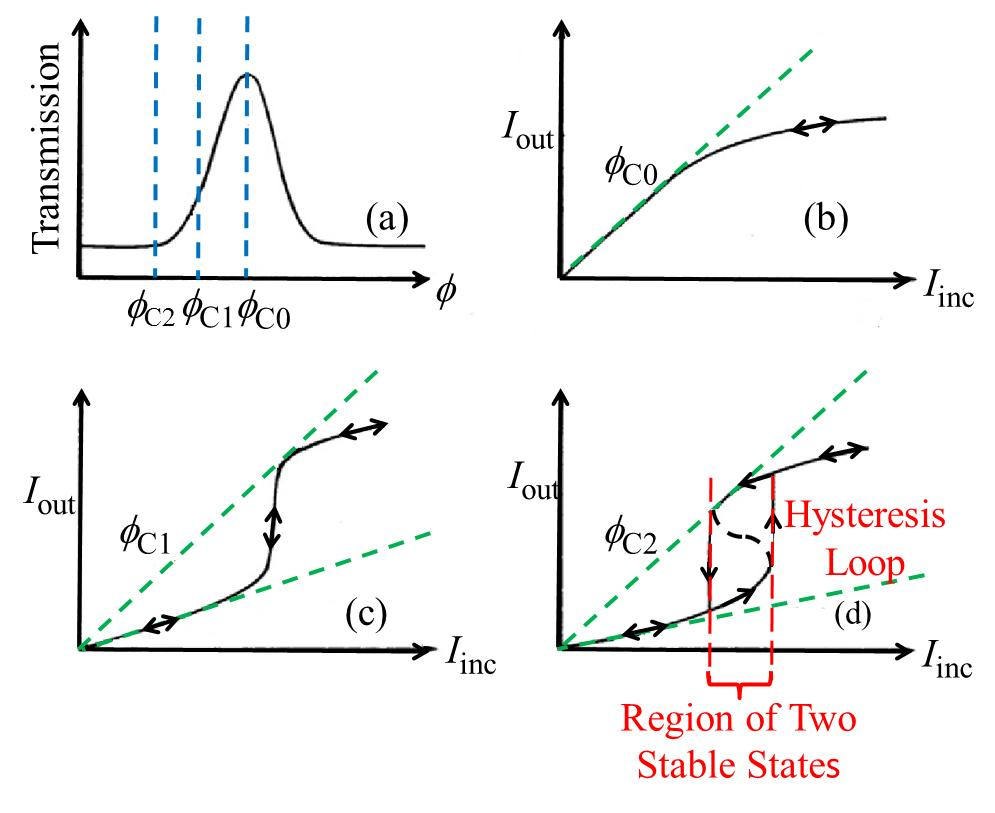 Transmission
(a)
ϕ
ϕC2 ϕC1 ϕC0
Iout
ϕC0
(b)
Iinc
Iout
ϕC1
(c)
Iinc
Iout
ϕC2
Hysteresis
Loop
(d)
Iinc
Region of Two
Stable States